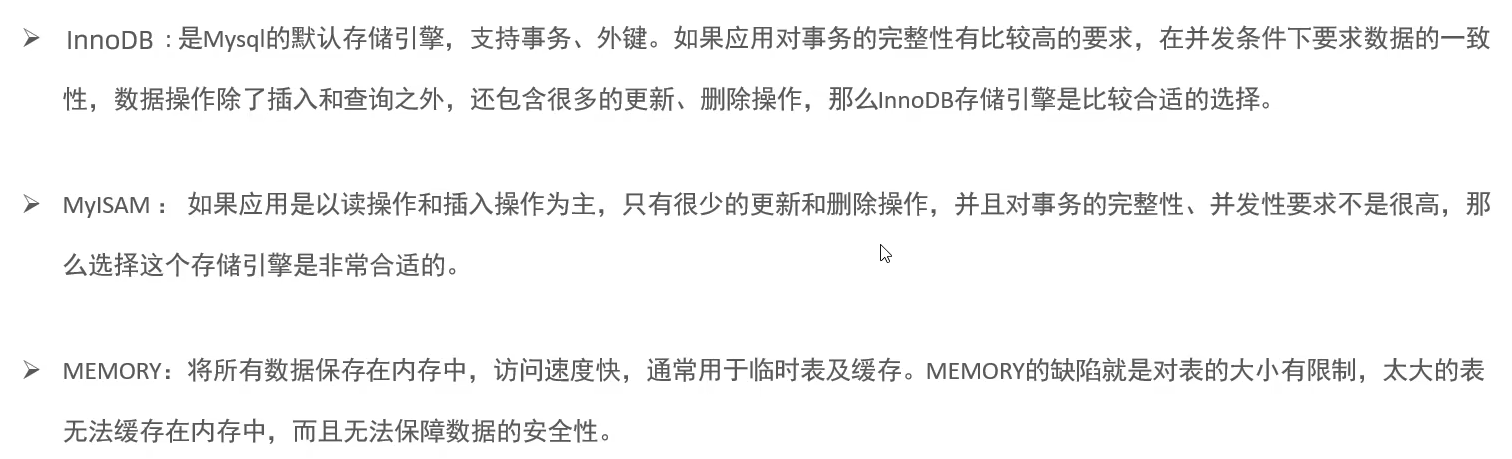 ➢ InnoDB : 是Mysql的默认存储引擎，支持事务、外键。如果应用对事务的完整性有比较高的要求，在并发条件下要求数据的一致
性，数据操作除了插入和查询之外，还包含很多的更新、删除操作，那么InnoDB存储引擎是比较合适的选择。
➢ MyISAM ： 如果应用是以读操作和插入操作为主，只有很少的更新和删除操作，并且对事务的完整性、并发性要求不是很高，那
么选择这个存储引擎是非常合适的。
➢ MEMORY：将所有数据保存在内存中，访问速度快，通常用于临时表及缓存。MEMORY的缺陷就是对表的大小有限制，太大的表
无法缓存在内存中，而且无法保障数据的安全性。